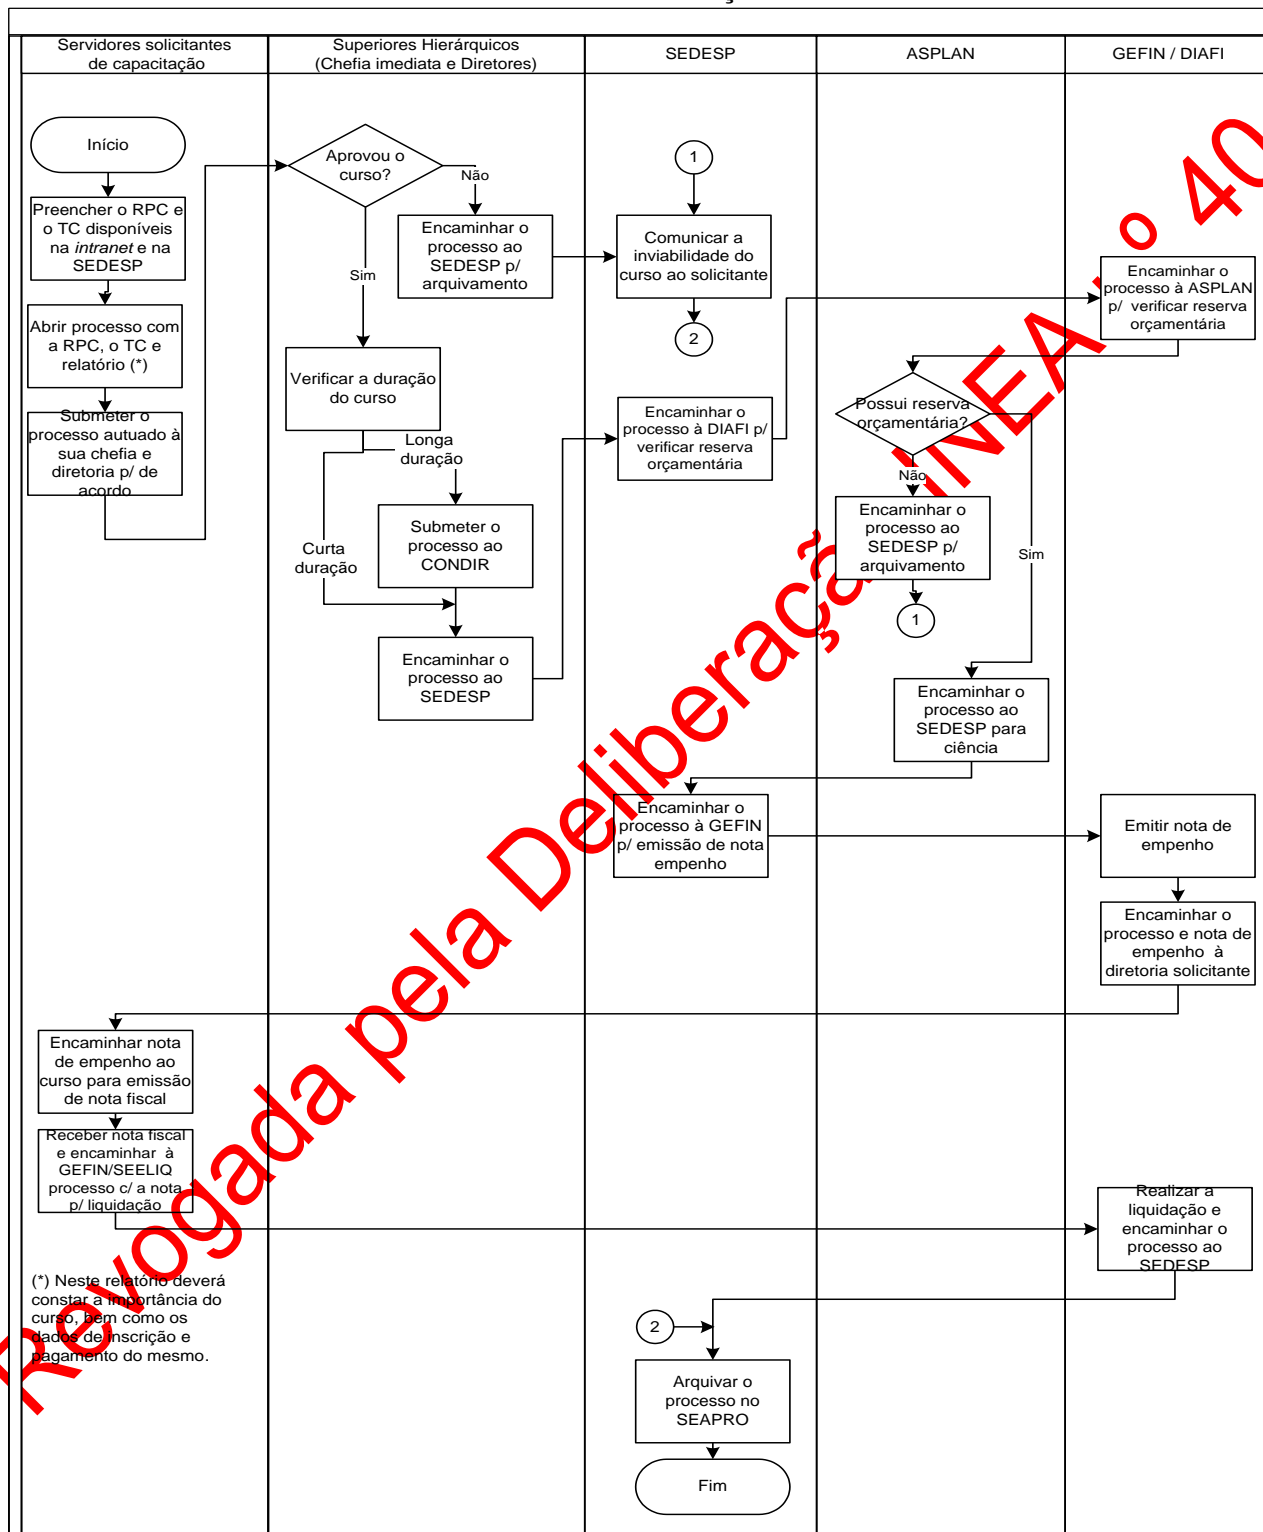 Servidores solicitantes
de capacitação
Superiores Hierárquicos
(Chefia imediata e Diretores)
SEDESP
ASPLAN
GEFIN / DIAFI
Início
Preencher o RPC e
o TC disponíveis
na intranet e na
SEDESP
Abrir processo com
a RPC, o TC e
relatório (*)
Submeter o
processo autuado à
sua chefia e
diretoria p/ de
acordo
Aprovou o
curso?
Não
Sim
Encaminhar o
processo ao
SEDESP p/
arquivamento
Verificar a duração
do curso
Longa
duração
Curta
duração
Submeter o
processo ao
CONDIR
Encaminhar o
processo ao
SEDESP
1
Comunicar a
inviabilidade do
curso ao solicitante
2
Encaminhar o
processo à DIAFI p/
verificar reserva
orçamentária
Encaminhar o
processo à ASPLAN
p/ verificar reserva
orçamentária
Possui reserva
orçamentária?
Não
Sim
Encaminhar o
processo ao
SEDESP p/
arquivamento
1
Encaminhar o
processo ao
SEDESP para
ciência
Encaminhar o
processo à GEFIN
p/ emissão de nota
empenho
Emitir nota de
empenho
Encaminhar o
processo e nota de
empenho à
diretoria solicitante
Encaminhar nota
de empenho ao
curso para emissão
de nota fiscal
Receber nota fiscal
e encaminhar à
GEFIN/SEELIQ
processo c/ a nota
p/ liquidação
Realizar a
liquidação e
encaminhar o
processo ao
SEDESP
(*) Neste relatório deverá
constar a importância do
curso, bem como os
dados de inscrição e
pagamento do mesmo.
2
Arquivar o
processo no
SEAPRO
Fim
Revogada pela Deliberação INEA º 40